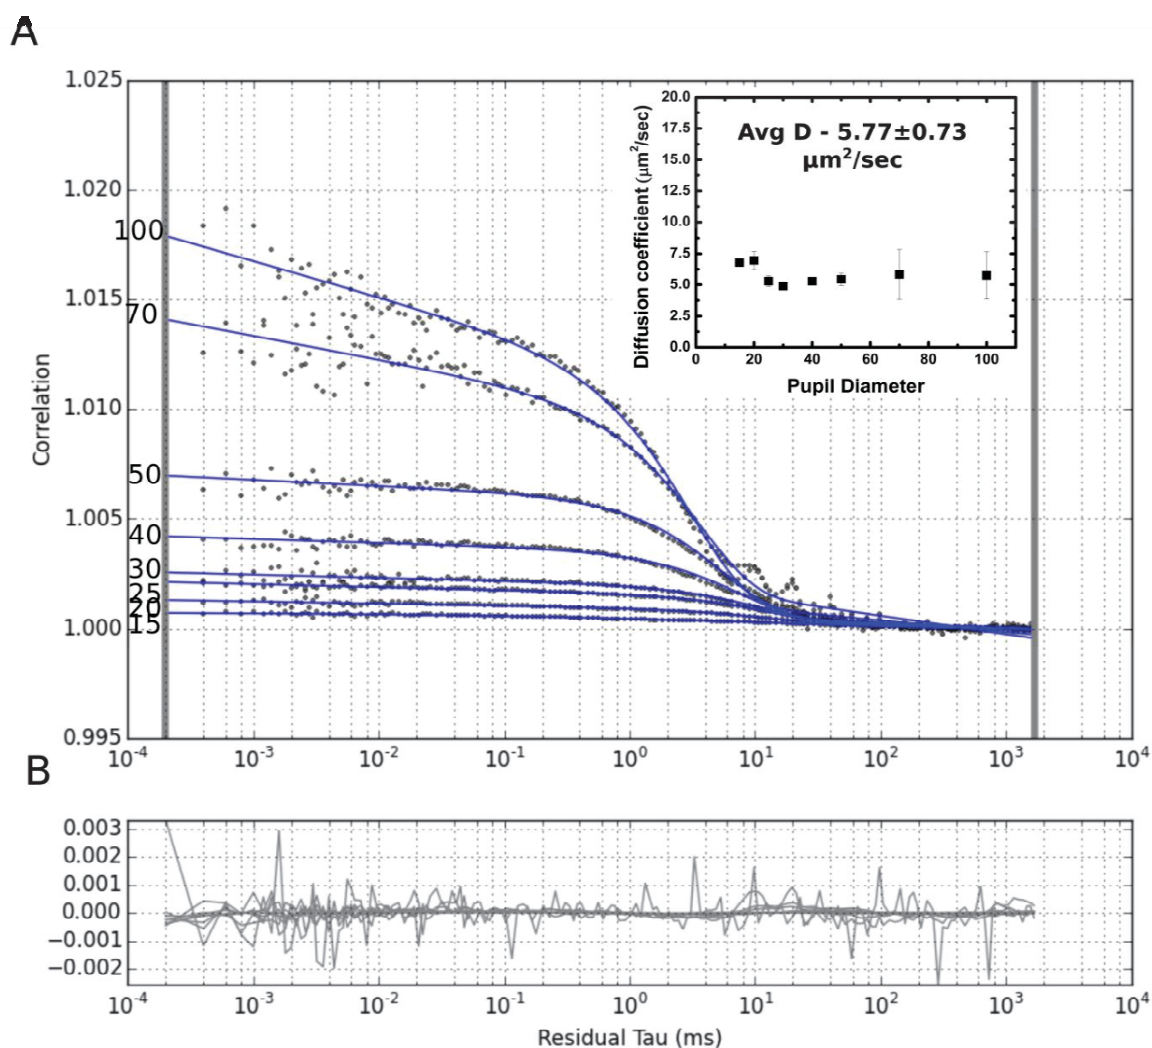 A
1.025
1.020
1.015
1.010
1.005
1.000
0.995
Correlation
100
70
50
40
30
25
20
15
10⁻⁴ 10⁻³ 10⁻² 10⁻¹ 10⁰ 10¹ 10² 10³ 10⁴
20.0
17.5
15.0
12.5
10.0
7.5
5.0
2.5
0.0
Diffusion coefficient (μm²/sec)
Avg D - 5.77±0.73
μm²/sec
0 20 40 60 80 100
Pupil Diameter
B
0.003
0.002
0.001
0.000
−0.001
−0.002
10⁻⁴ 10⁻³ 10⁻² 10⁻¹ 10⁰ 10¹ 10² 10³ 10⁴
Residual Tau (ms)